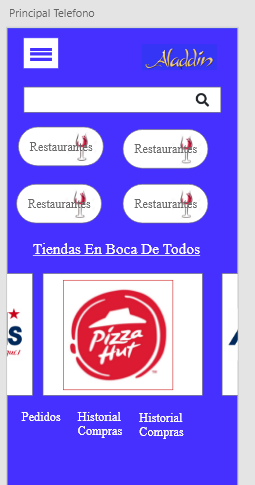 Principal Telefono
Aladdin
Restaurantes
Restaurantes
Restaurantes
Restaurantes
Tiendas En Boca De Todos
Pizza
Hut
Pedidos
Historial
Compras
Historial
Compras